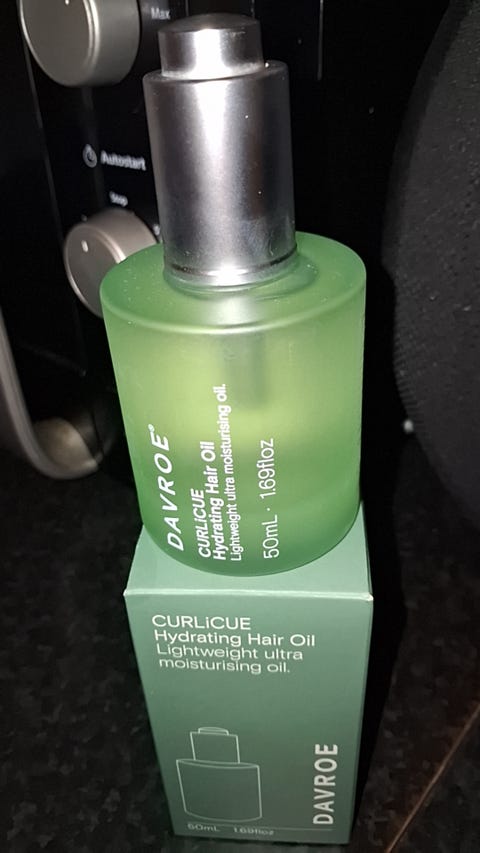 Max
Autostart
Stop
DAVROE®
CURLiCUE
Hydrating Hair Oil
Lightweight ultra moisturising oil.
50mL · 1.69floz
CURLiCUE
Hydrating Hair Oil
Lightweight ultra
moisturising oil.
DAVROE
50mL 1.69floz